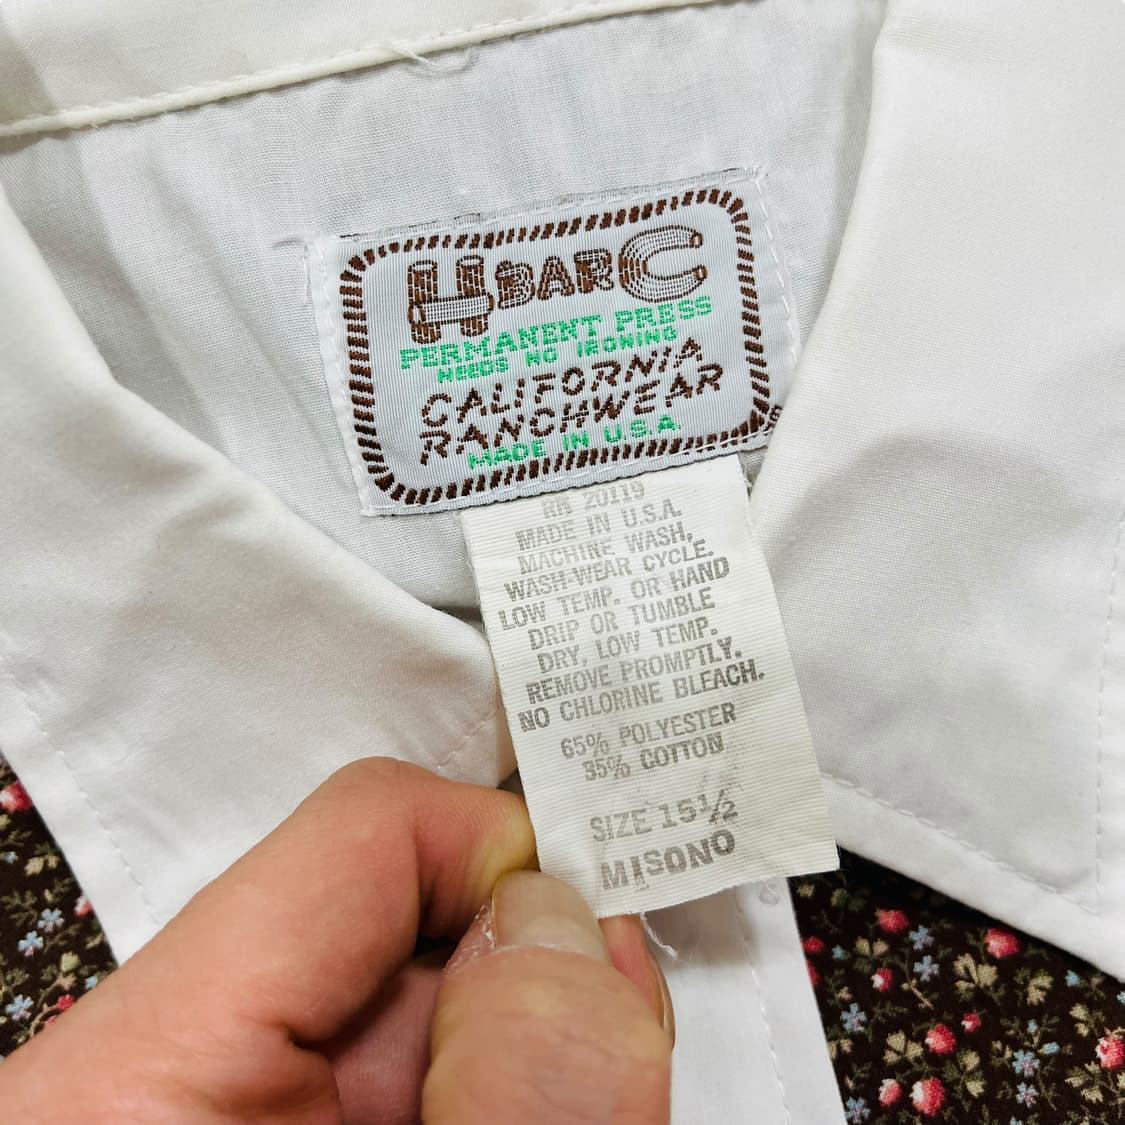 H BAR C
PERMANENT PRESS
NEEDS NO IRONING
CALIFORNIA
RANCHWEAR
MADE IN U.S.A.
RN 20119
MADE IN U.S.A.
MACHINE WASH,
WASH-WEAR CYCLE.
LOW TEMP. OR HAND
DRIP OR TUMBLE
DRY, LOW TEMP.
REMOVE PROMPTLY.
NO CHLORINE BLEACH.
65% POLYESTER
35% COTTON
SIZE 15½
MISONO